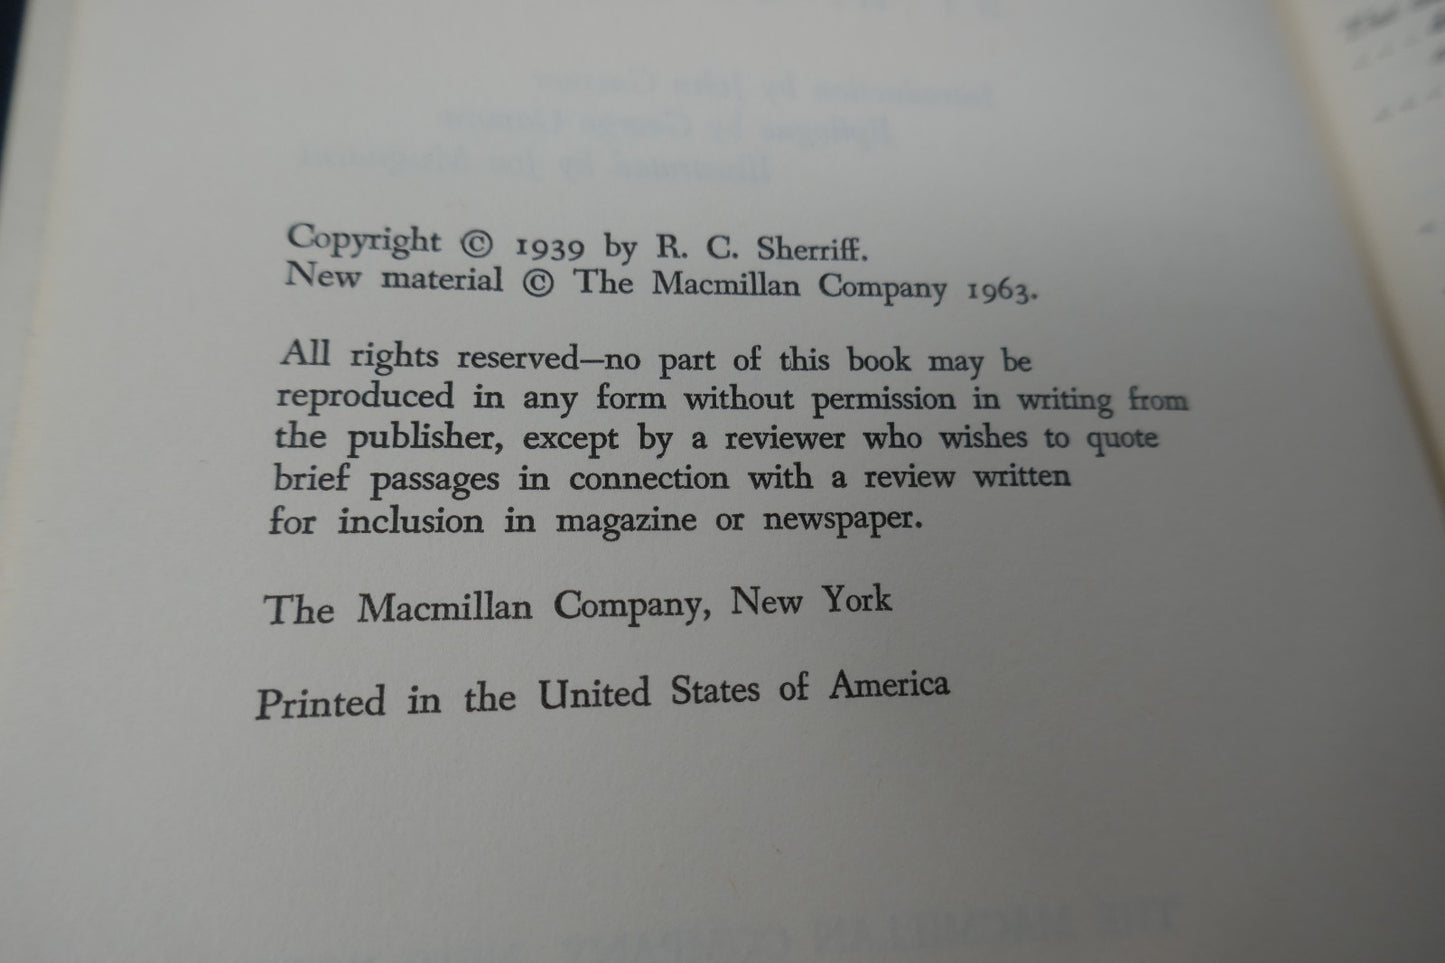 Copyright © 1939 by R. C. Sherriff.
New material © The Macmillan Company 1963.
All rights reserved—no part of this book may be
reproduced in any form without permission in writing from
the publisher, except by a reviewer who wishes to quote
brief passages in connection with a review written
for inclusion in magazine or newspaper.
The Macmillan Company, New York
Printed in the United States of America